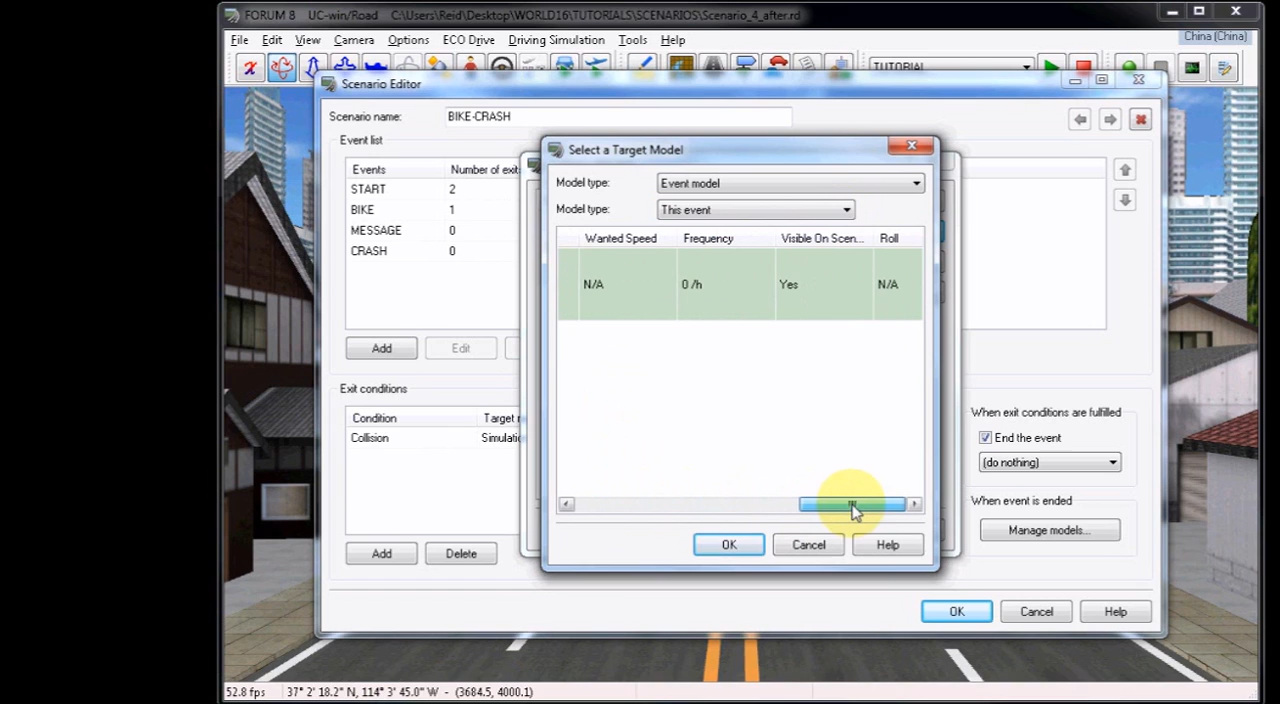 FORUM 8 UC-win/Road C:\Users\Reid\Desktop\WORLD16\TUTORIALS\SCENARIOS\Scenario_4_after.rd
File Edit View Camera Options ECO Drive Driving Simulation Tools Help
China (China)
TUTORIAL
Scenario Editor
Scenario name: BIKE-CRASH
Event list
Events Number of exit
START 2
BIKE 1
MESSAGE 0
CRASH 0
Add Edit
Exit conditions
Condition Target
Collision Simulatio
Add Delete
Select a Target Model
Model type: Event model
Model type: This event
Wanted Speed Frequency Visible On Scen... Roll
N/A 0 /h Yes N/A
OK Cancel Help
When exit conditions are fulfilled
End the event
(do nothing)
When event is ended
Manage models...
OK Cancel Help
52.8 fps 37° 2' 18.2" N, 114° 3' 45.0" W - (3684.5, 4000.1)